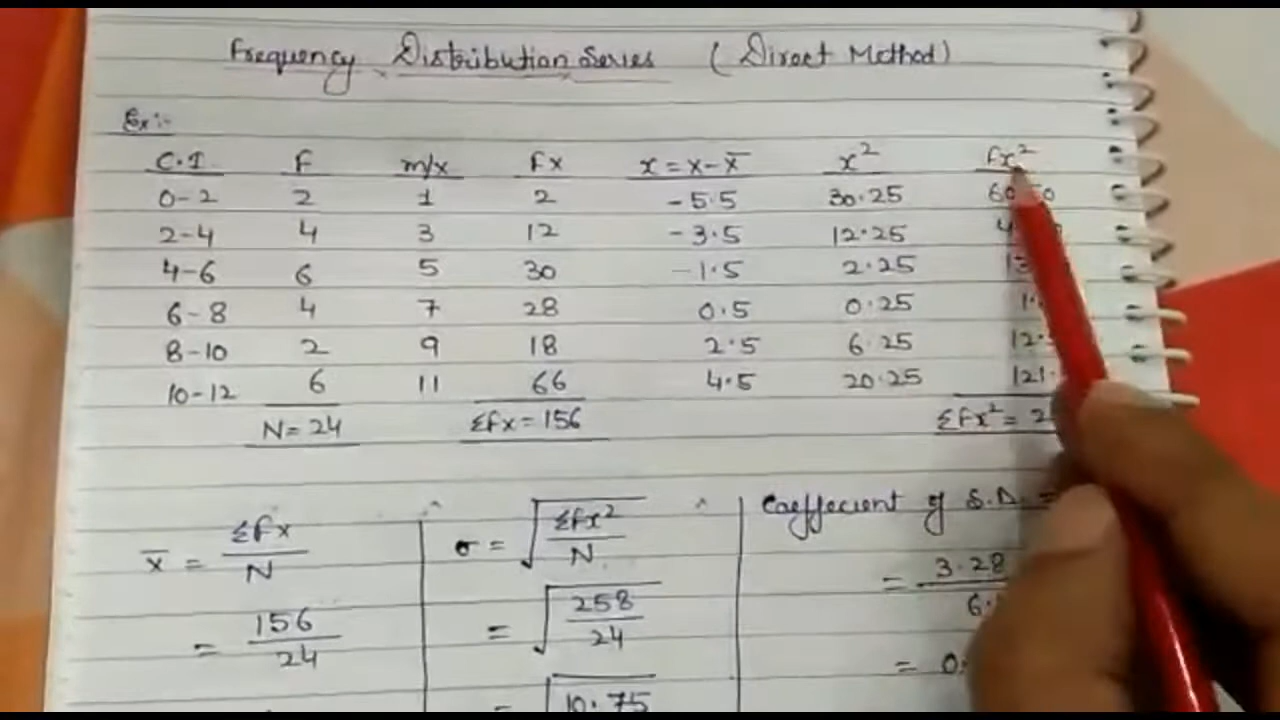 Frequency Distribution Series (Direct Method)
Ex:-
C.I F m/x Fx x = x - x̄ x² fx²
0-2 2 1 2 -5.5 30.25
2-4 4 3 12 -3.5 12.25
4-6 6 5 30 -1.5 2.25
6-8 4 7 28 0.5 0.25
8-10 2 9 18 2.5 6.25
10-12 6 11 66 4.5 20.25
N = 24 Σfx = 156 Σfx² =
x̄ = Σfx / N
= 156 / 24
σ = √(Σfx² / N)
= √(258 / 24)
= √10.75
Coeffecient of S.D. =
= 3.28 /
=